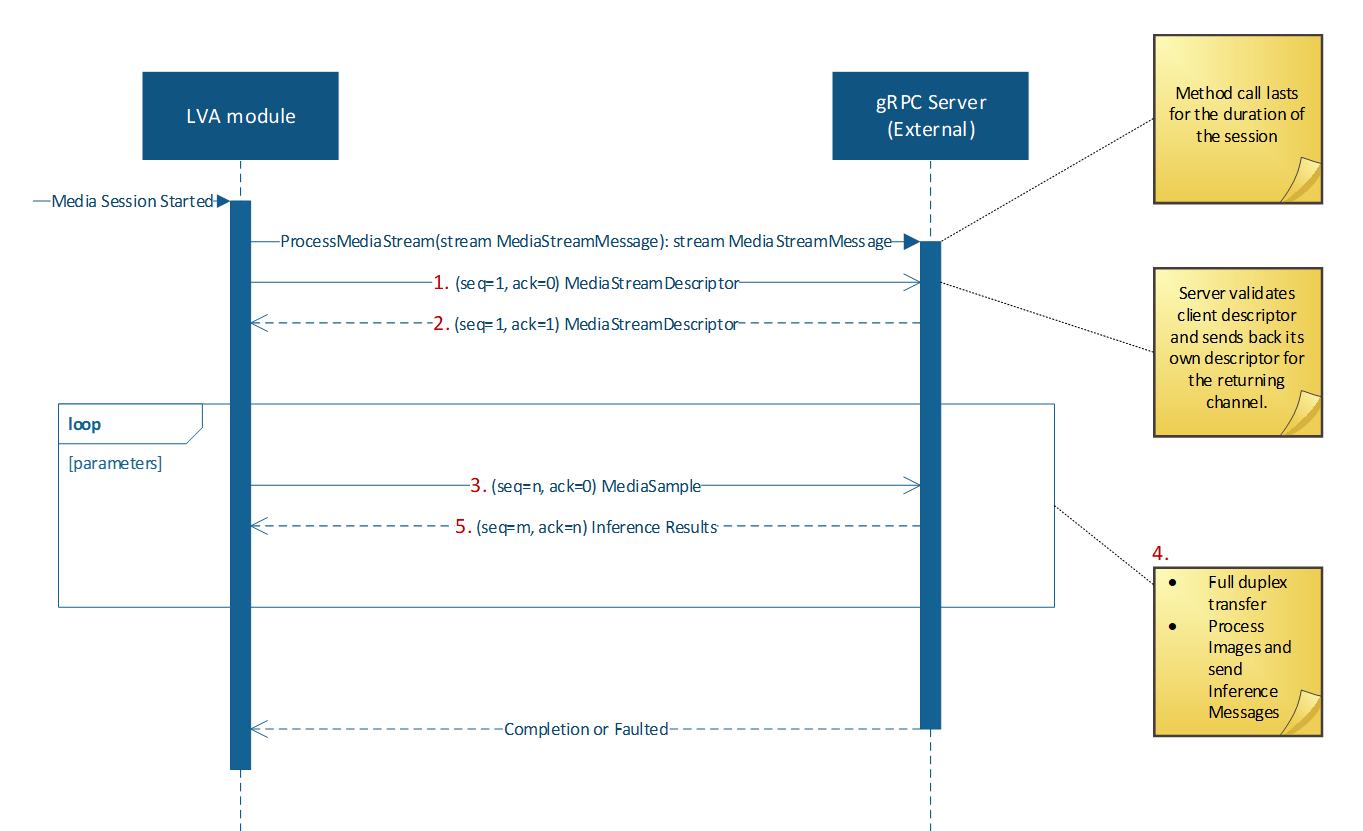 LVA module
gRPC Server
(External)
Method call lasts
for the duration of
the session
Media Session Started
ProcessMediaStream(stream MediaStreamMessage): stream MediaStreamMessage
1. (seq=1, ack=0) MediaStreamDescriptor
2. (seq=1, ack=1) MediaStreamDescriptor
Server validates
client descriptor
and sends back its
own descriptor for
the returning
channel.
loop
[parameters]
3. (seq=n, ack=0) MediaSample
5. (seq=m, ack=n) Inference Results
4.
● Full duplex
transfer
● Process
Images and
send
Inference
Messages
Completion or Faulted